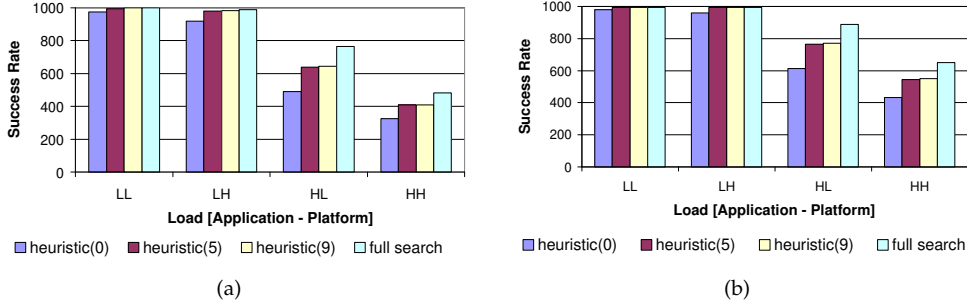 1000
800
600
400
200
0
Success Rate
LL LH HL HH
Load [Application - Platform]
heuristic(0) heuristic(5) heuristic(9) full search
(a)
1000
800
600
400
200
0
Success Rate
LL LH HL HH
Load [Application - Platform]
heuristic(0) heuristic(5) heuristic(9) full search
(b)